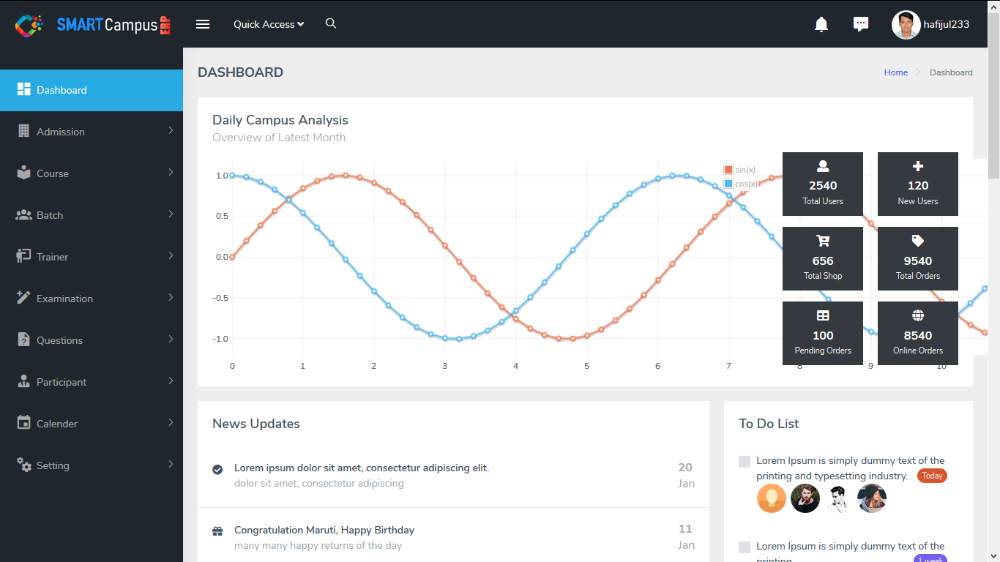 SMARTCampus ERP
Quick Access
hafijul233
Dashboard
Admission
Course
Batch
Trainer
Examination
Questions
Participant
Calender
Setting
DASHBOARD
Home
Dashboard
Daily Campus Analysis
Overview of Latest Month
1.0
0.5
0.0
-0.5
-1.0
0 1 2 3 4 5 6 7 8 9 10
sin(x)
cos(x)
2540
Total Users
120
New Users
656
Total Shop
9540
Total Orders
100
Pending Orders
8540
Online Orders
News Updates
Lorem ipsum dolor sit amet, consectetur adipiscing elit.
dolor sit amet, consectetur adipiscing
20
Jan
Congratulation Maruti, Happy Birthday
many many happy returns of the day
11
Jan
To Do List
Lorem Ipsum is simply dummy text of the
printing and typesetting industry.
Today
Lorem Ipsum is simply dummy text of the
printing
1 week